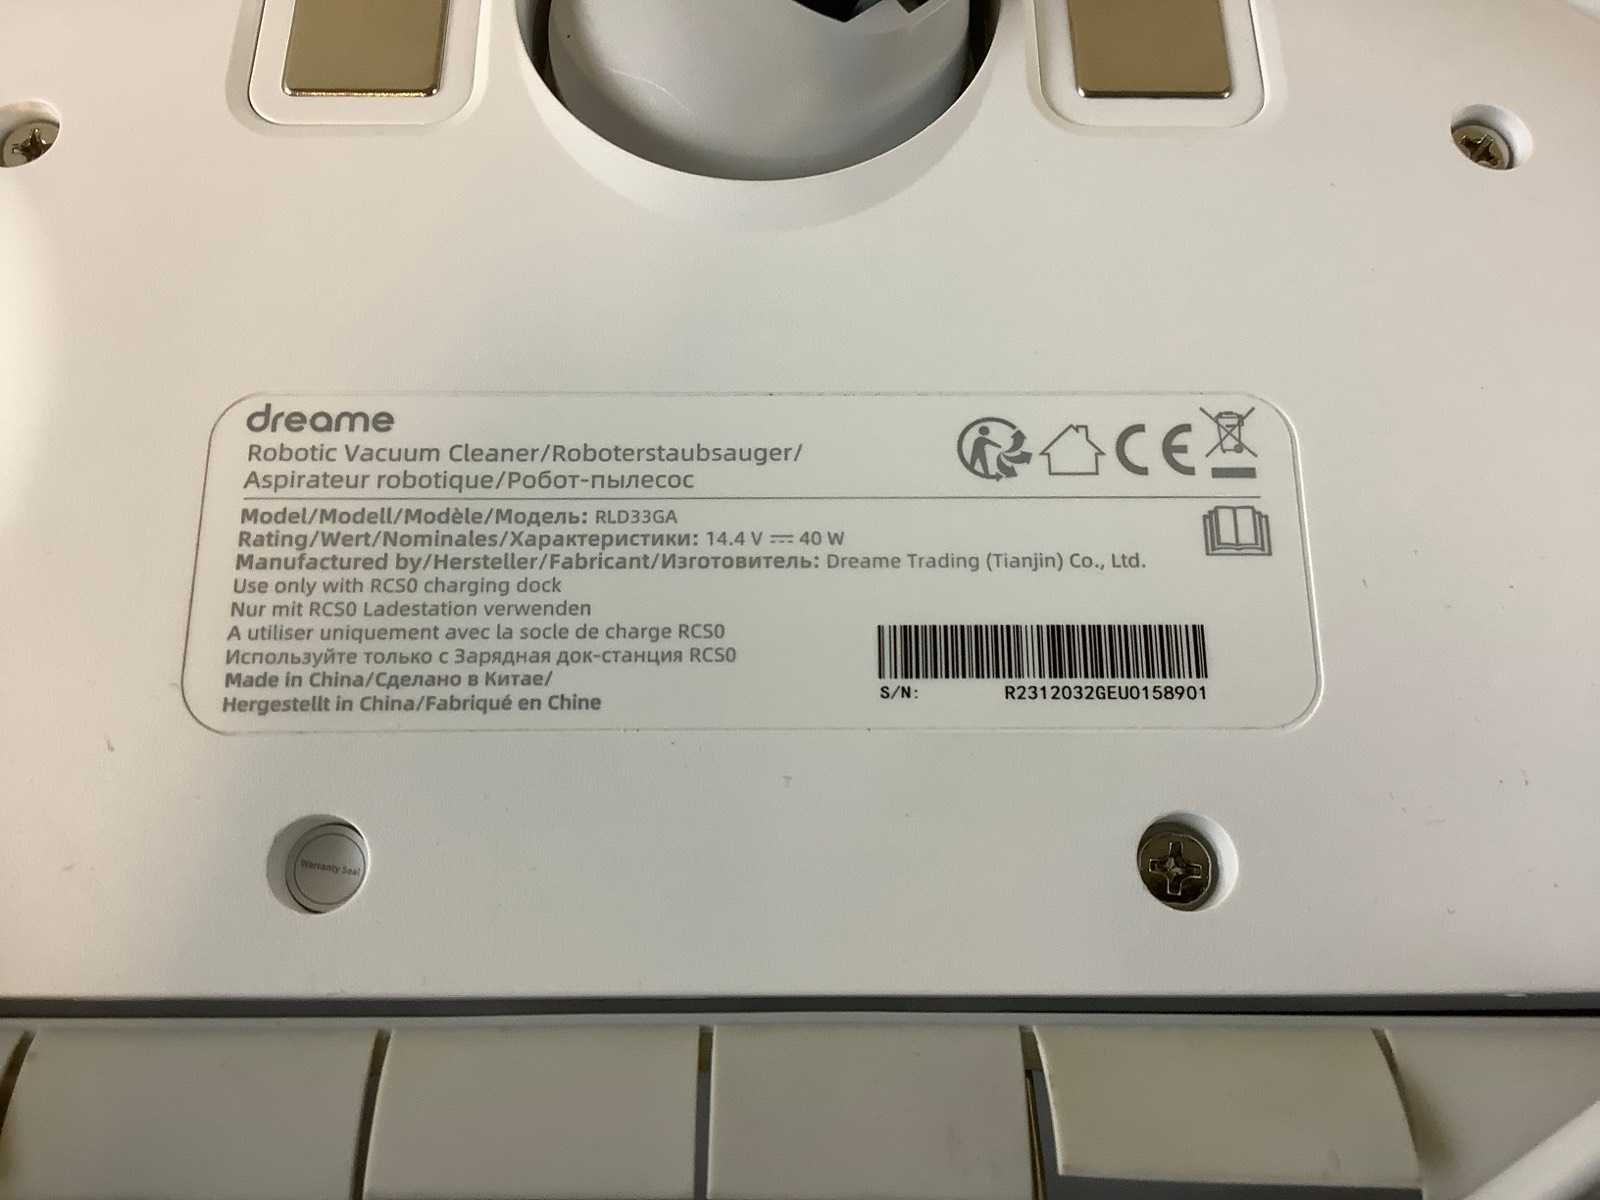 dreame
Robotic Vacuum Cleaner/Roboterstaubsauger/
Aspirateur robotique/Робот-пылесос
CE
Model/Modell/Modèle/Модель: RLD33GA
Rating/Wert/Nominales/Характеристики: 14.4 V ⎓ 40 W
Manufactured by/Hersteller/Fabricant/Изготовитель: Dreame Trading (Tianjin) Co., Ltd.
Use only with RCS0 charging dock
Nur mit RCS0 Ladestation verwenden
A utiliser uniquement avec la socle de charge RCS0
Используйте только с Зарядная док-станция RCS0
Made in China/Сделано в Китае/
Hergestellt in China/Fabriqué en Chine
S/N: R2312032GEU0158901
Warranty Seal